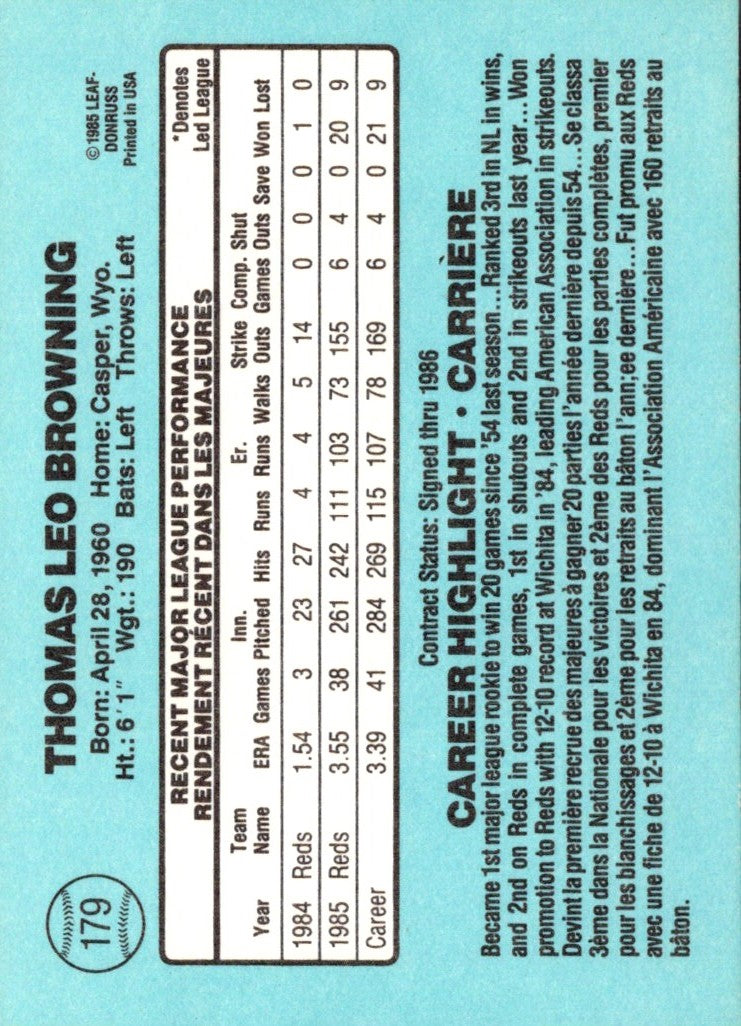 179
THOMAS LEO BROWNING
Born: April 28, 1960 Home: Casper, Wyo.
Ht.: 6'1" Wgt.: 190 Bats: Left Throws: Left
©1985 LEAF-
DONRUSS
Printed in USA
RECENT MAJOR LEAGUE PERFORMANCE
RENDEMENT RÉCENT DANS LES MAJEURES
*Denotes
Led League
Team Inn. Er. Strike Comp. Shut
Year Name ERA Games Pitched Hits Runs Runs Walks Outs Games Outs Save Won Lost
1984 Reds 1.54 3 23 27 4 4 5 14 0 0 0 1 0
1985 Reds 3.55 38 261 242 111 103 73 155 6 4 0 20 9
Career 3.39 41 284 269 115 107 78 169 6 4 0 21 9
Contract Status: Signed thru 1986
CAREER HIGHLIGHT • CARRIÈRE
Became 1st major league rookie to win 20 games since '54 last season...Ranked 3rd in NL in wins,
and 2nd on Reds in complete games, 1st in shutouts and 2nd in strikeouts last year...Won
promotion to Reds with 12-10 record at Wichita in '84, leading American Association in strikeouts.
Devint la première recrue des majeures à gagner 20 parties l'année dernière depuis 54...Se classa
3ème dans la Nationale pour les victoires et 2ème des Reds pour les parties complètes, premier
pour les blanchissages et 2ème pour les retraits au bâton l'ann;ee dernière....Fut promu aux Reds
avec une fiche de 12-10 à Wichita en 84, dominant l'Association Américaine avec 160 retraits au
bâton.